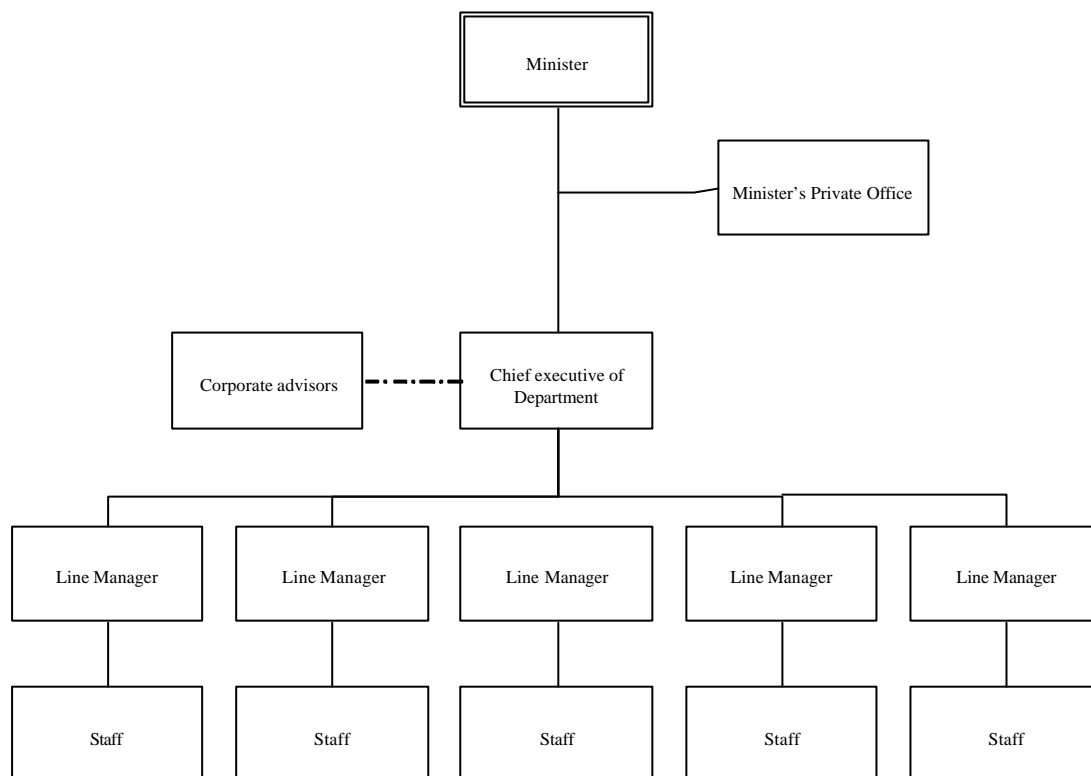 Minister
Minister’s Private Office
Corporate advisors
Chief executive of
Department
Line Manager
Line Manager
Line Manager
Line Manager
Line Manager
Staff
Staff
Staff
Staff
Staff